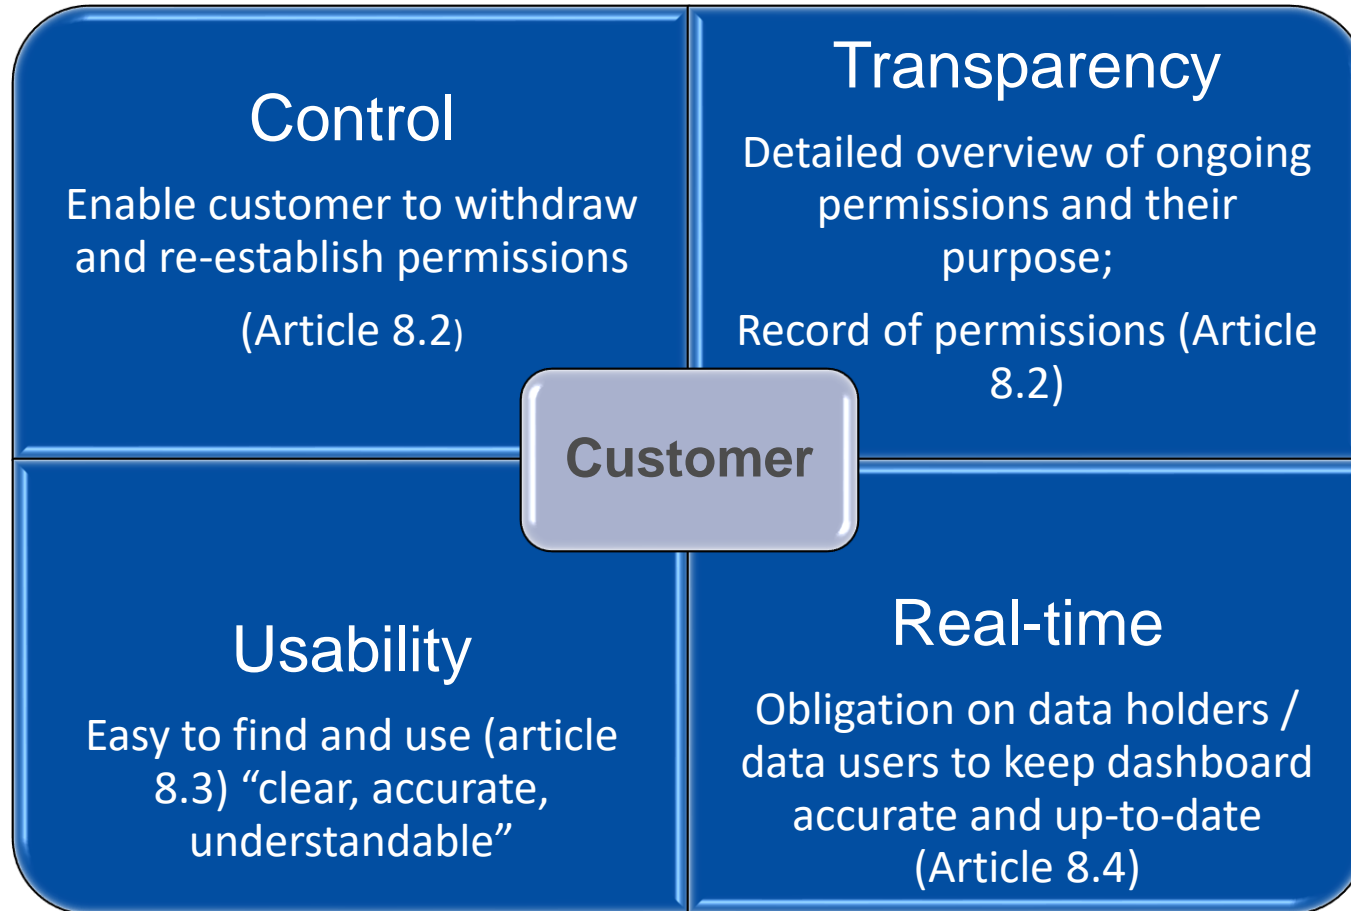 Control
Enable customer to withdraw
and re-establish permissions
(Article 8.2)
Transparency
Detailed overview of ongoing
permissions and their
purpose;
Record of permissions (Article
8.2)
Customer
Usability
Easy to find and use (article
8.3) “clear, accurate,
understandable”
Real-time
Obligation on data holders /
data users to keep dashboard
accurate and up-to-date
(Article 8.4)